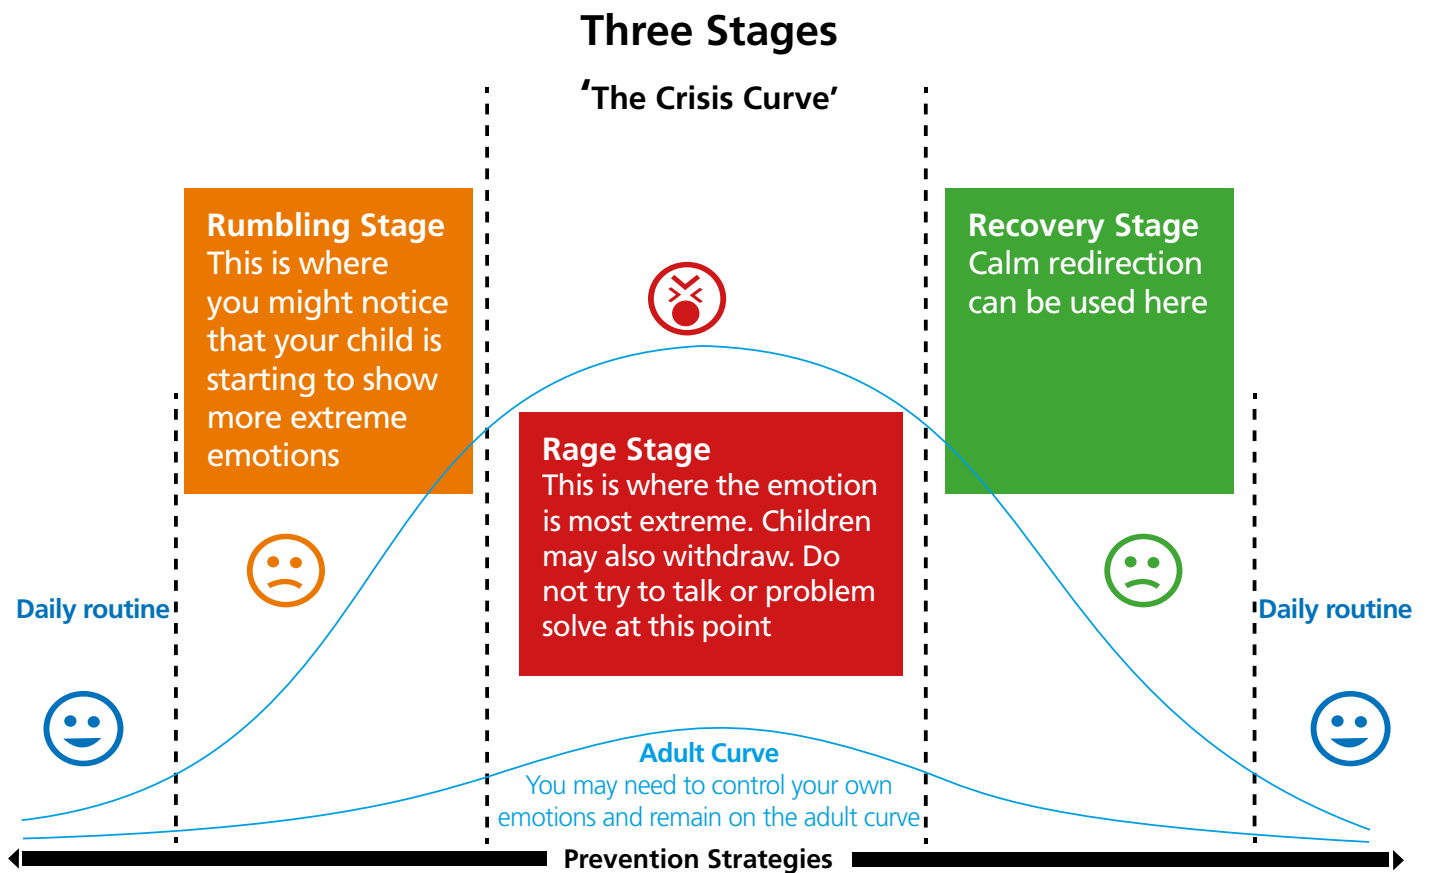 Three Stages
‘The Crisis Curve’
Rumbling Stage
This is where
you might notice
that your child is
starting to show
more extreme
emotions
Recovery Stage
Calm redirection
can be used here
Rage Stage
This is where the emotion
is most extreme. Children
may also withdraw. Do
not try to talk or problem
solve at this point
Daily routine
Daily routine
Adult Curve
You may need to control your own
emotions and remain on the adult curve
Prevention Strategies